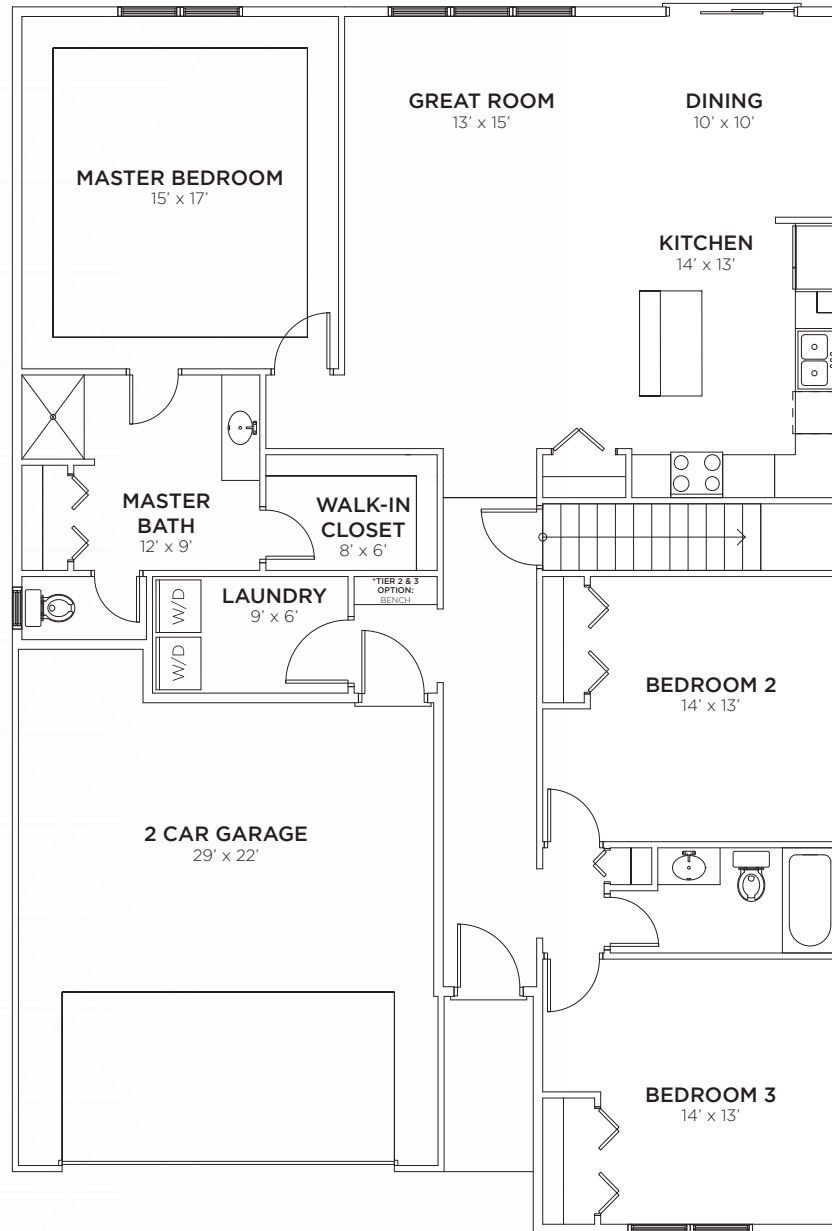 GREAT ROOM
13’ x 15’
DINING
10’ x 10’
MASTER BEDROOM
15’ x 17’
KITCHEN
14’ x 13’
MASTER
BATH
12’ x 9’
WALK-IN
CLOSET
8’ x 6’
*TIER 2 & 3
OPTION:
BENCH
LAUNDRY
9’ x 6’
W/D
W/D
BEDROOM 2
14’ x 13’
2 CAR GARAGE
29’ x 22’
BEDROOM 3
14’ x 13’